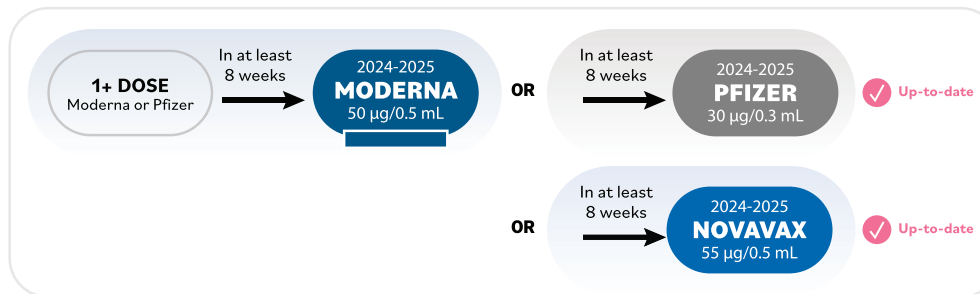 1+ DOSE
Moderna or Pfizer
In at least
8 weeks
2024-2025
MODERNA
50 µg/0.5 mL
OR
In at least
8 weeks
2024-2025
PFIZER
30 µg/0.3 mL
Up-to-date
OR
In at least
8 weeks
2024-2025
NOVAVAX
55 µg/0.5 mL
Up-to-date